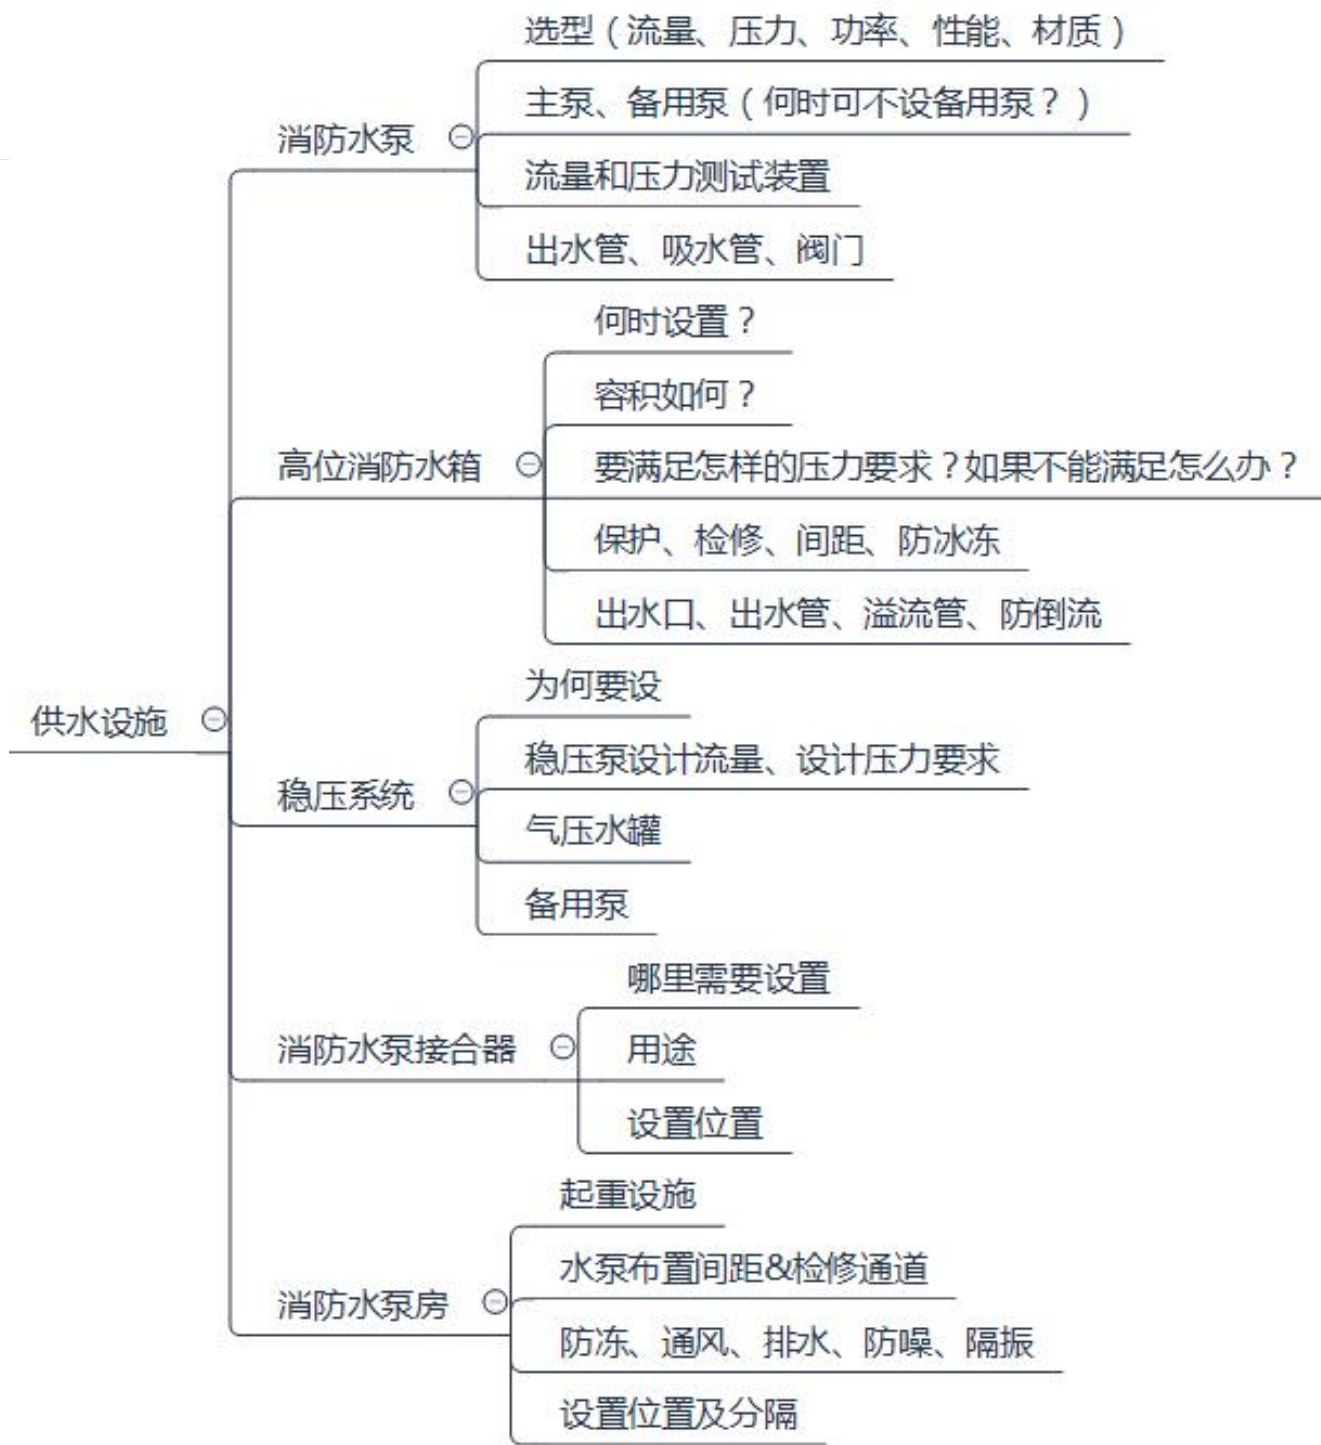 选型（流量、压力、功率、性能、材质）
主泵、备用泵（何时可不设备用泵？）
消防水泵
流量和压力测试装置
出水管、吸水管、阀门
何时设置？
容积如何？
高位消防水箱
要满足怎样的压力要求？如果不能满足怎么办？
保护、检修、间距、防冰冻
出水口、出水管、溢流管、防倒流
供水设施
为何要设
稳压泵设计流量、设计压力要求
稳压系统
气压水罐
备用泵
哪里需要设置
消防水泵接合器
用途
设置位置
起重设施
水泵布置间距&检修通道
消防水泵房
防冻、通风、排水、防噪、隔振
设置位置及分隔